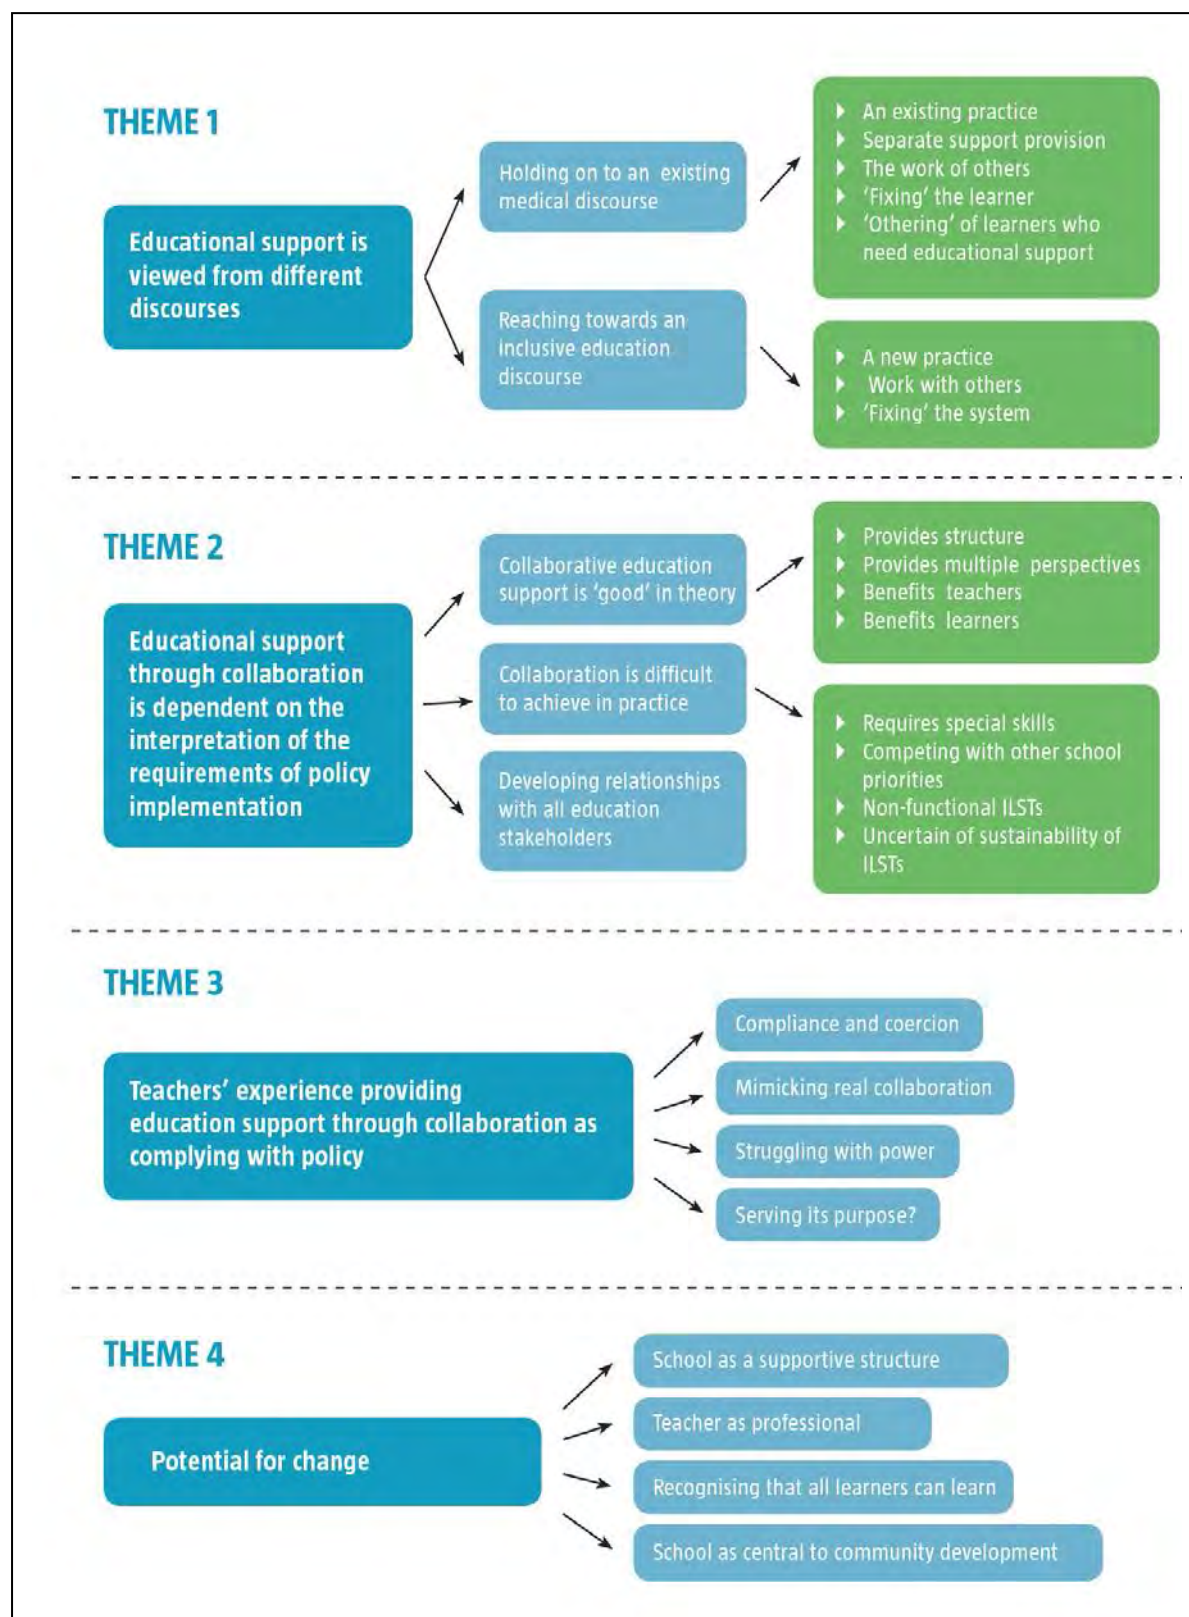 THEME 1
Educational support is
viewed from different
discourses
Holding on to an existing
medical discourse
▶ An existing practice
▶ Separate support provision
▶ The work of others
▶ ‘Fixing’ the learner
▶ ‘Othering’ of learners who
need educational support
Reaching towards an
inclusive education
discourse
▶ A new practice
▶ Work with others
▶ ‘Fixing’ the system
THEME 2
Educational support
through collaboration
is dependent on the
interpretation of the
requirements of policy
implementation
Collaborative education
support is ‘good’ in theory
▶ Provides structure
▶ Provides multiple perspectives
▶ Benefits teachers
▶ Benefits learners
Collaboration is difficult
to achieve in practice
▶ Requires special skills
▶ Competing with other school
priorities
▶ Non-functional ILSTs
▶ Uncertain of sustainability of
ILSTs
Developing relationships
with all education
stakeholders
THEME 3
Teachers’ experience providing
education support through collaboration as
complying with policy
Compliance and coercion
Mimicking real collaboration
Struggling with power
Serving its purpose?
THEME 4
Potential for change
School as a supportive structure
Teacher as professional
Recognising that all learners can learn
School as central to community development